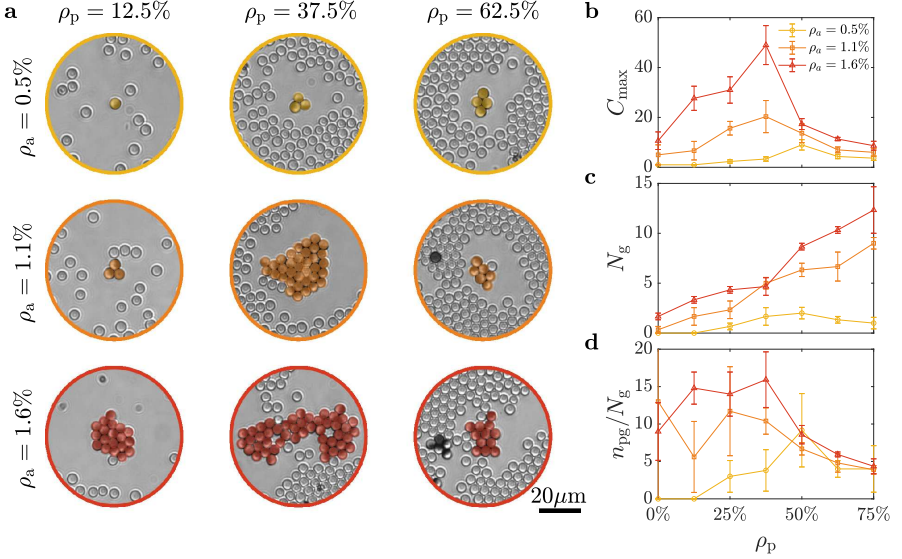 a
ρp = 12.5%
ρp = 37.5%
ρp = 62.5%
ρa = 0.5%
ρa = 1.1%
ρa = 1.6%
20μm
b
ρa = 0.5%
ρa = 1.1%
ρa = 1.6%
Cmax
60
40
20
0
c
Ng
15
10
5
0
d
npg/Ng
20
15
10
5
0
0%
25%
50%
75%
ρp